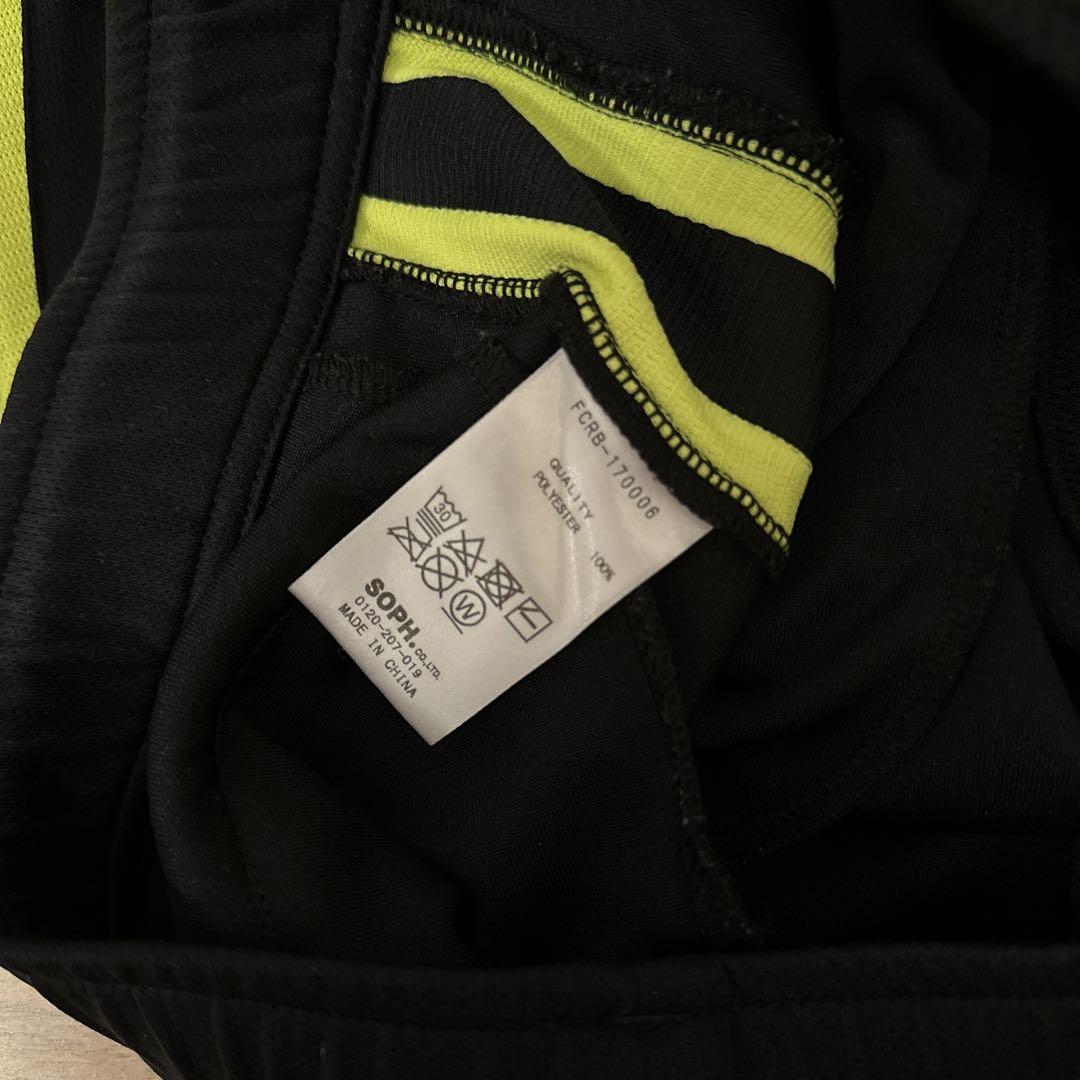 FCRB-170006
QUALITY
POLYESTER 100%
30
W
SOPH. CO.,LTD.
0120-207-019
MADE IN CHINA